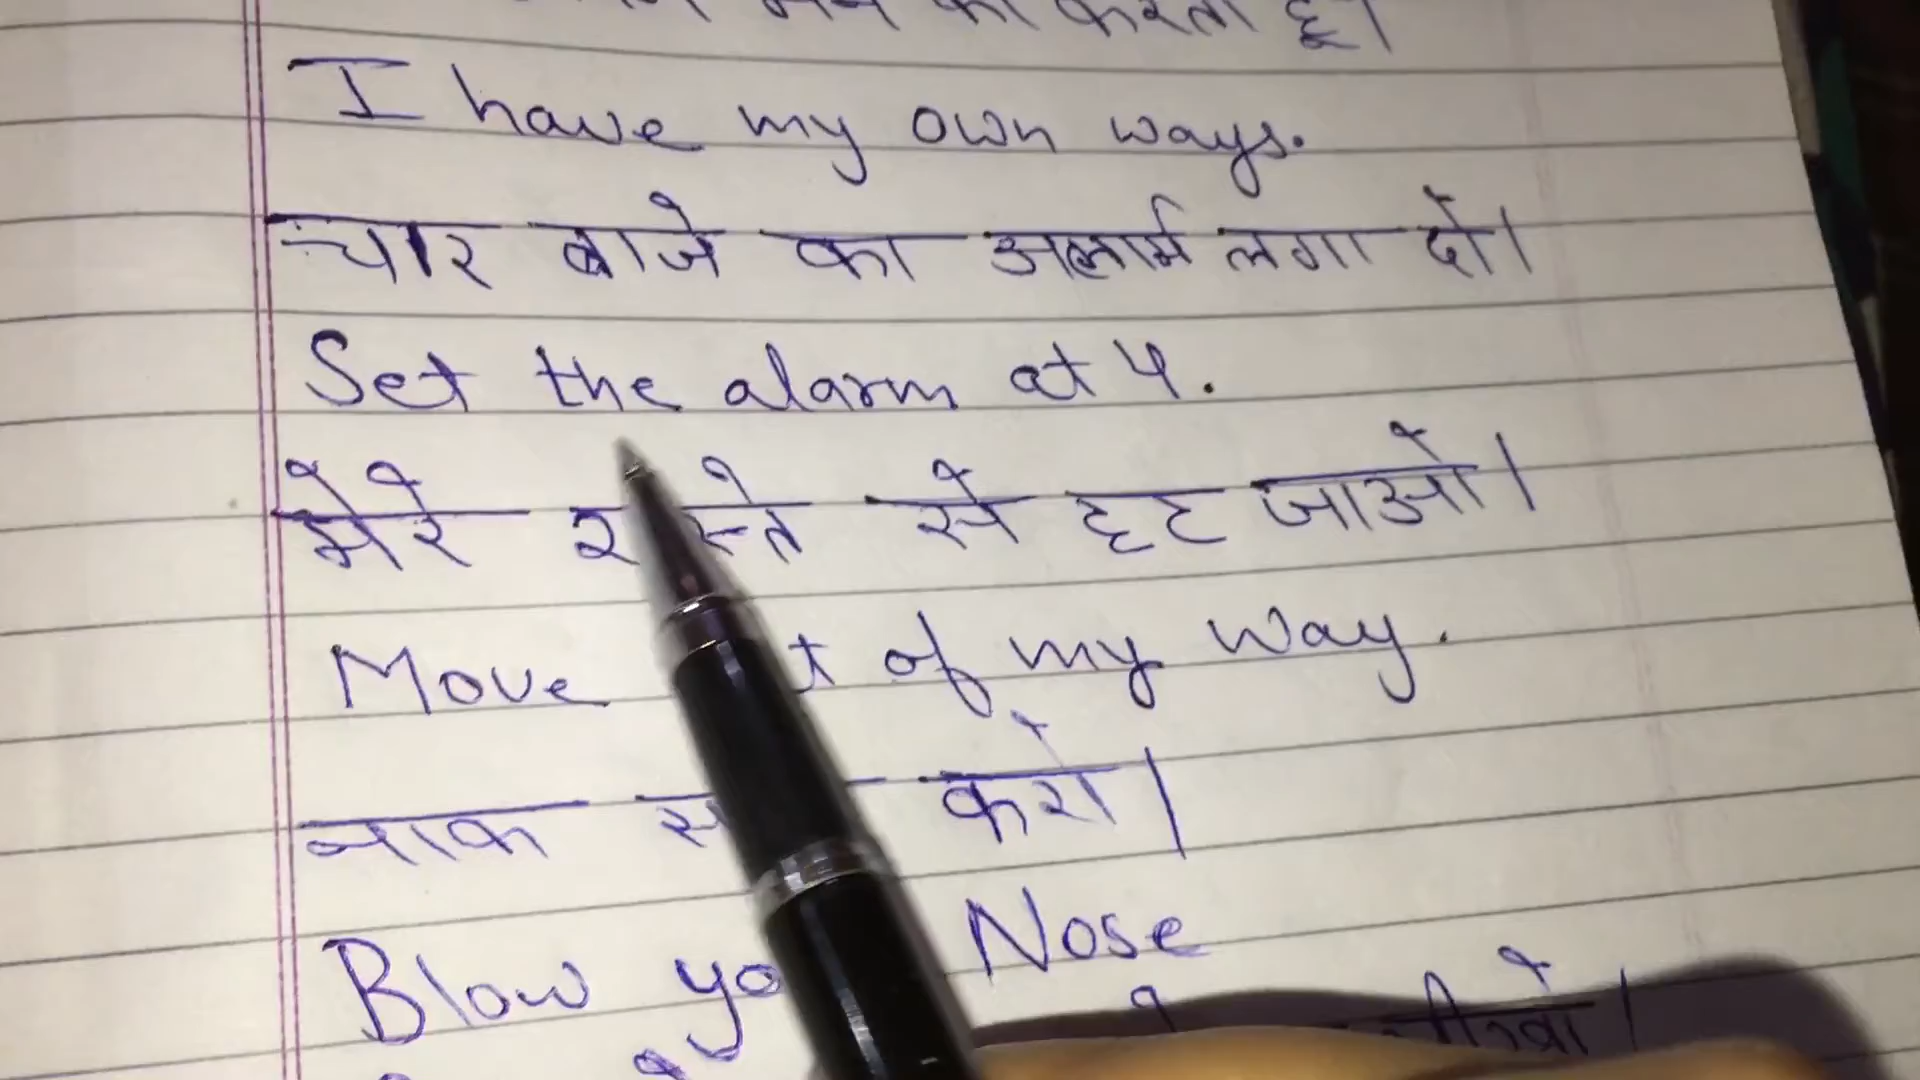 करता हूँ।
I have my own ways.
चार बाजे का अलार्म लगा दो।
Set the alarm at 4.
मेरे से हट जाओ।
Move of my way.
नाक करो।
Blow Nose